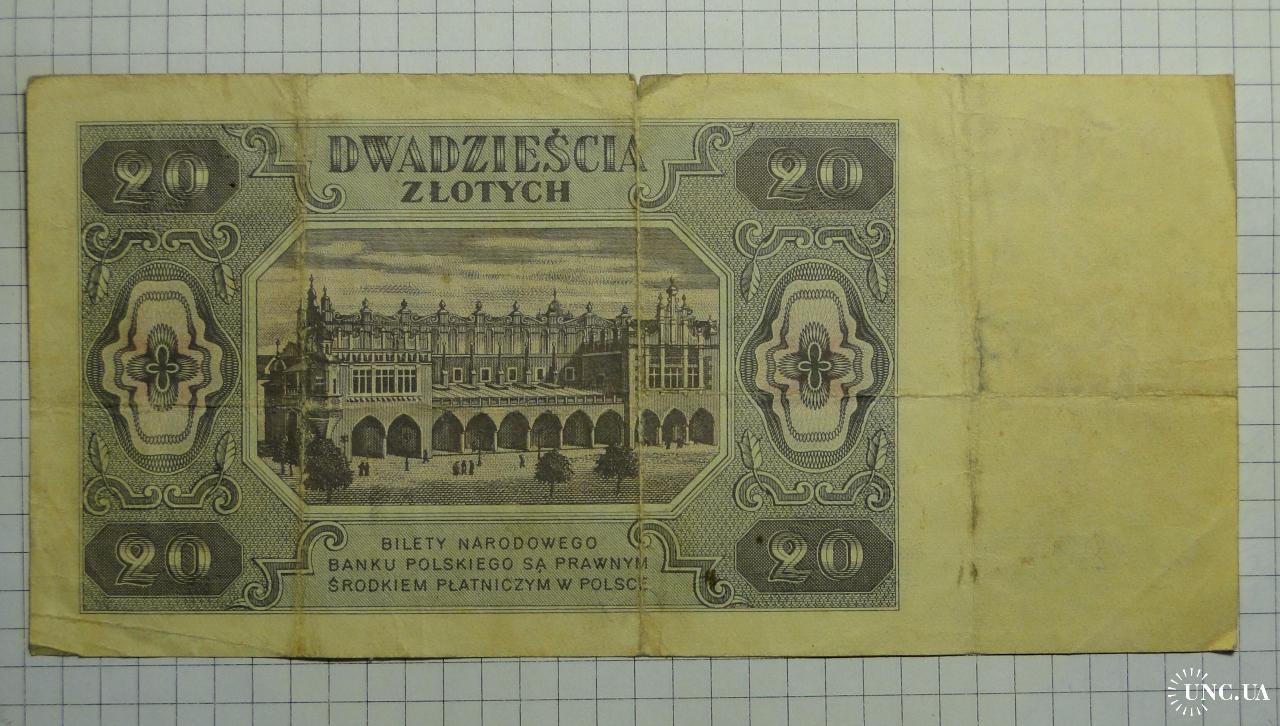 20
DWADZIEŚCIA
ZŁOTYCH
20
20
BILETY NARODOWEGO
BANKU POLSKIEGO SĄ PRAWNYM
ŚRODKIEM PŁATNICZYM W POLSCE
20
UNC.UA